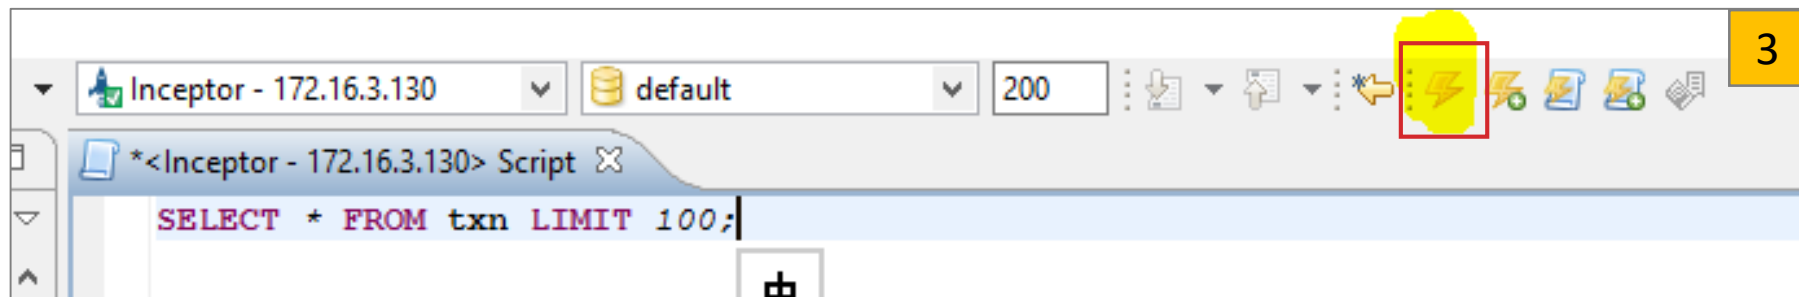 3
Inceptor - 172.16.3.130 default 200
*<Inceptor - 172.16.3.130> Script
SELECT * FROM txn LIMIT 100;